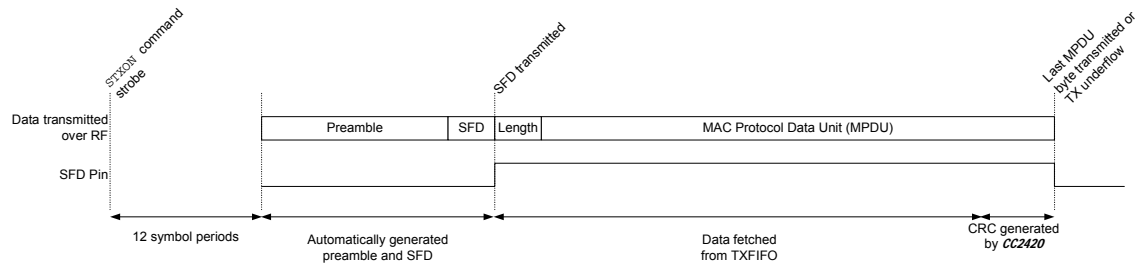 STXON command
strobe
SFD transmitted
Last MPDU
byte transmitted or
TX underflow
Data transmitted
over RF
Preamble
SFD
Length
MAC Protocol Data Unit (MPDU)
SFD Pin
12 symbol periods
Automatically generated
preamble and SFD
Data fetched
from TXFIFO
CRC generated
by CC2420